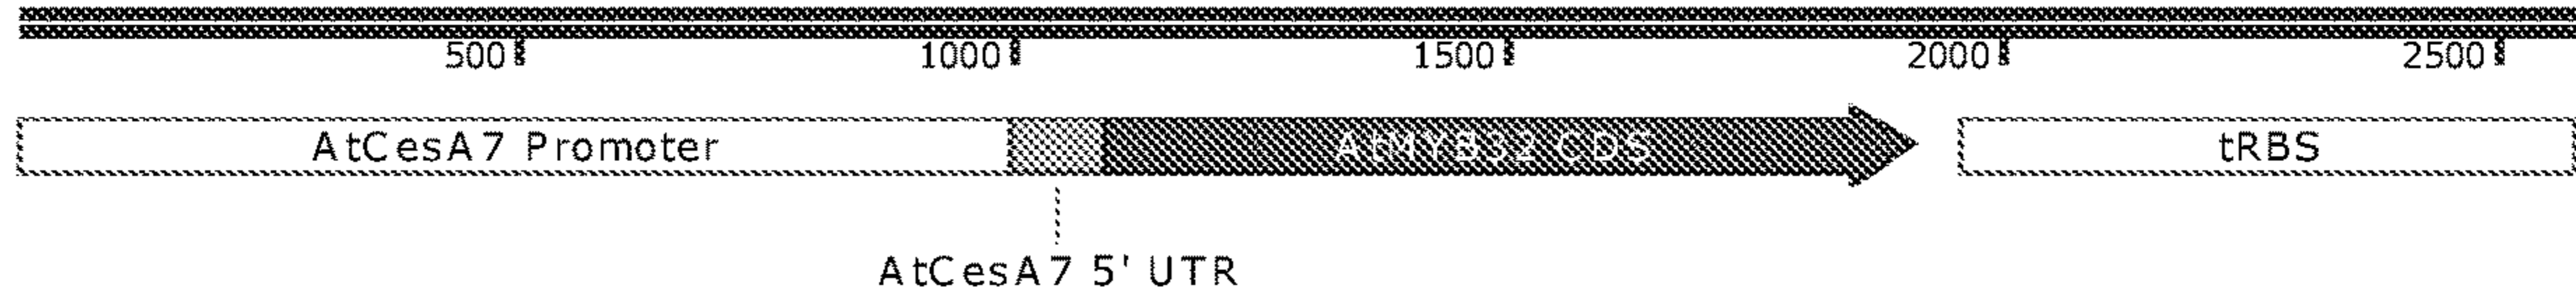 500 1000 1500 2000 2500
AtCesA7 Promoter AtMYB32 CDS tRBS
AtCesA7 5' UTR